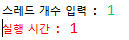 스레드 개수 입력 : 1
실행 시간 : 1